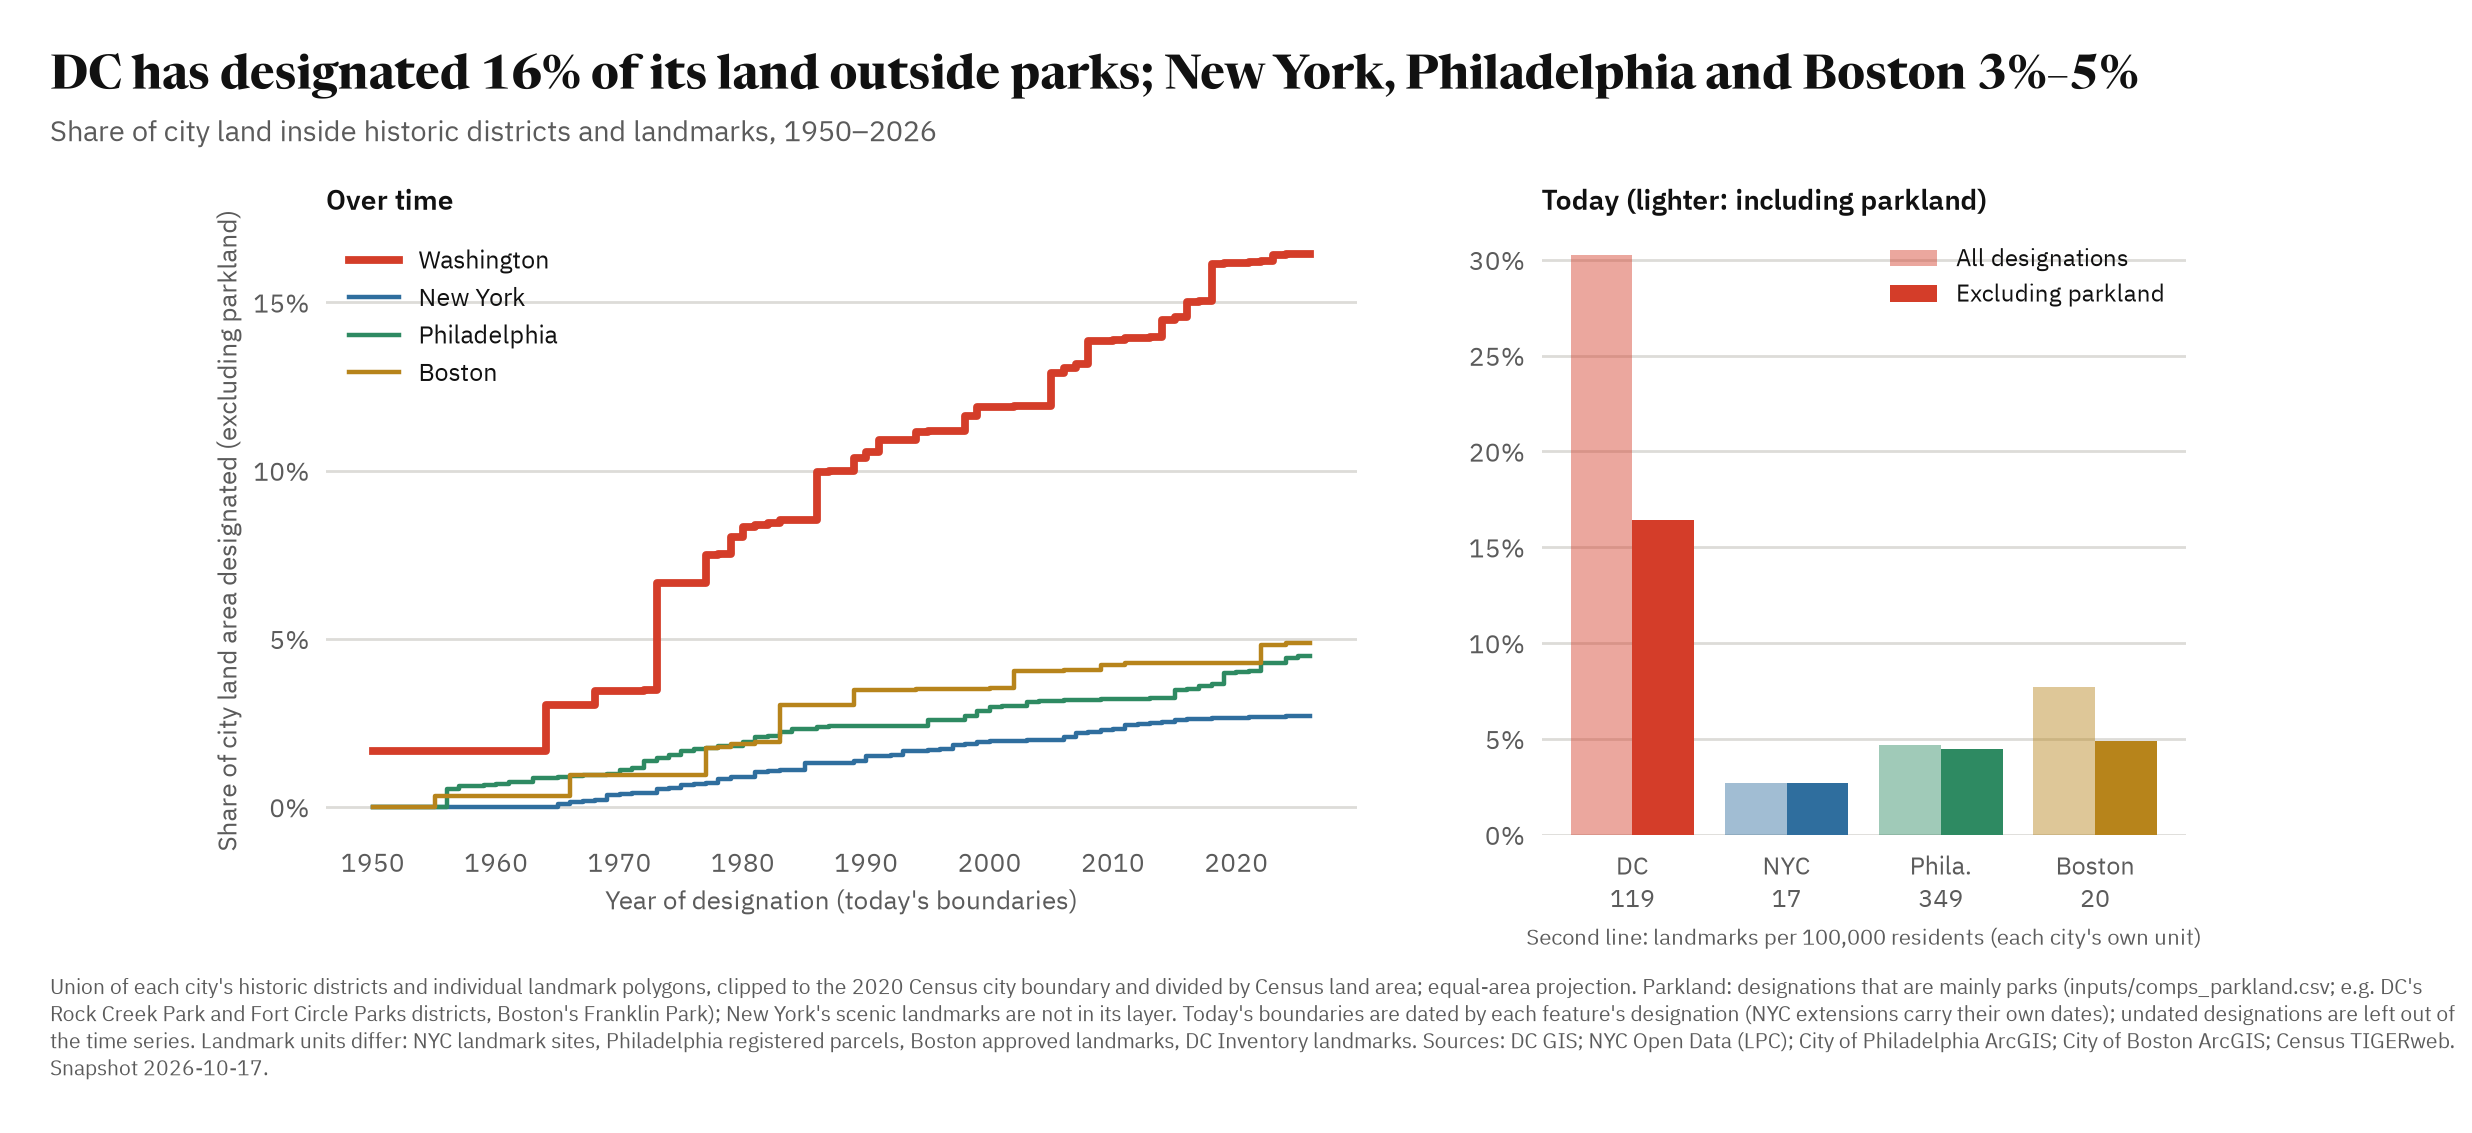 DC has designated 16% of its land outside parks; New York, Philadelphia and Boston 3%–5%
Share of city land inside historic districts and landmarks, 1950–2026
Over time
Share of city land area designated (excluding parkland)
Washington
New York
Philadelphia
Boston
15%
10%
5%
0%
1950 1960 1970 1980 1990 2000 2010 2020
Year of designation (today's boundaries)
Today (lighter: including parkland)
All designations
Excluding parkland
30%
25%
20%
15%
10%
5%
0%
DC NYC Phila. Boston
119 17 349 20
Second line: landmarks per 100,000 residents (each city's own unit)
Union of each city's historic districts and individual landmark polygons, clipped to the 2020 Census city boundary and divided by Census land area; equal-area projection. Parkland: designations that are mainly parks (inputs/comps_parkland.csv; e.g. DC's
Rock Creek Park and Fort Circle Parks districts, Boston's Franklin Park); New York's scenic landmarks are not in its layer. Today's boundaries are dated by each feature's designation (NYC extensions carry their own dates); undated designations are left out of
the time series. Landmark units differ: NYC landmark sites, Philadelphia registered parcels, Boston approved landmarks, DC Inventory landmarks. Sources: DC GIS; NYC Open Data (LPC); City of Philadelphia ArcGIS; City of Boston ArcGIS; Census TIGERweb.
Snapshot 2026-10-17.